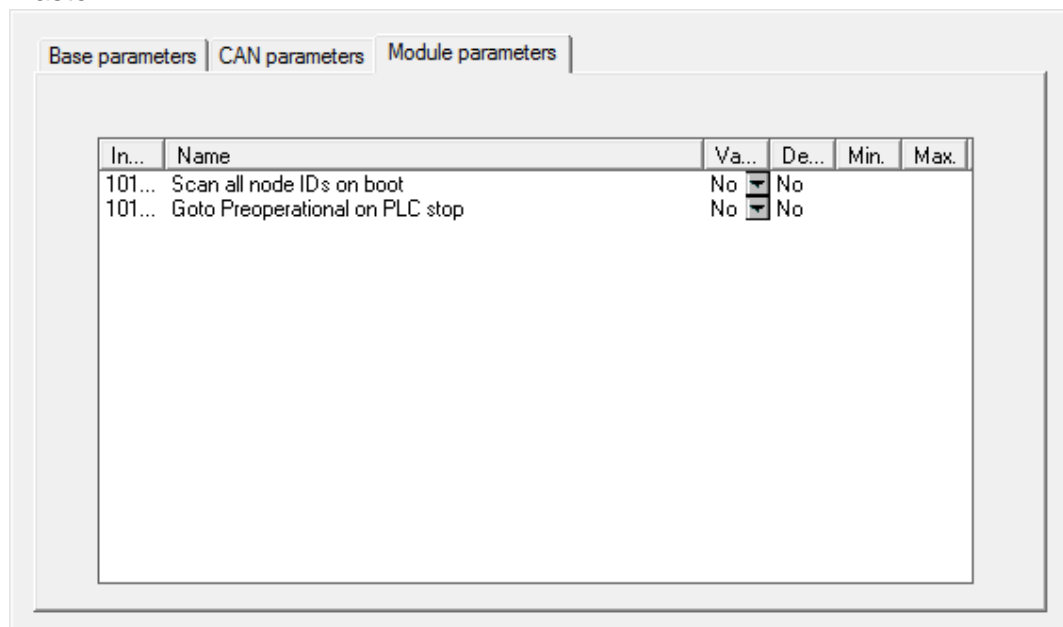 Base parameters CAN parameters Module parameters
In... Name Va... De... Min. Max.
101... Scan all node IDs on boot No No
101... Goto Preoperational on PLC stop No No